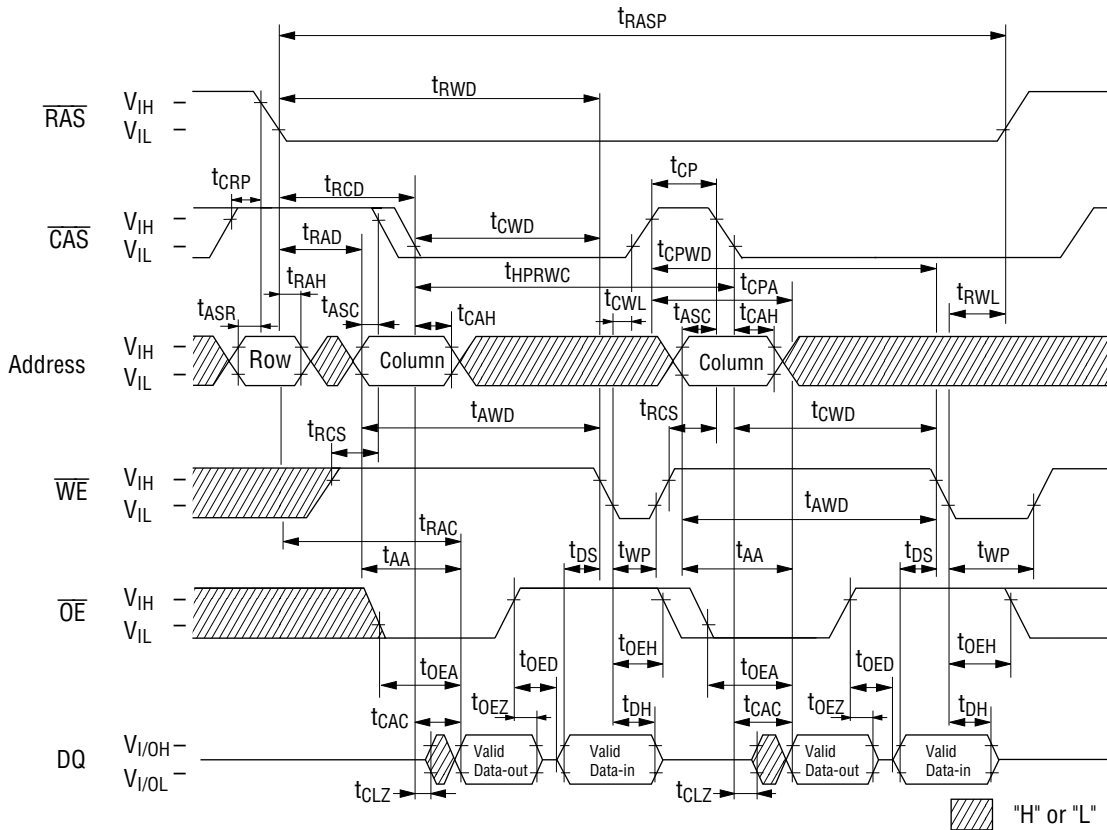 tRASP
tRWD
RAS
VIH
VIL
tCRP
tRCD
tCP
CAS
VIH
VIL
tRAD
tCWD
tCPWD
tHPRWC
tCPA
tRAH
tASR
tASC
tCAH
tCWL
tASC
tCAH
tRWL
Address
VIH
VIL
Row
Column
Column
tRCS
tAWD
tRCS
tCWD
WE
VIH
VIL
tRAC
tAWD
tAA
tDS
tWP
tAA
tDS
tWP
OE
VIH
VIL
tOEA
tOED
tOEH
tOEA
tOED
tOEH
tCAC
tOEZ
tDH
tCAC
tOEZ
tDH
DQ
VI/OH
VI/OL
Valid
Data-out
Valid
Data-in
Valid
Data-out
Valid
Data-in
tCLZ
tCLZ
"H" or "L"